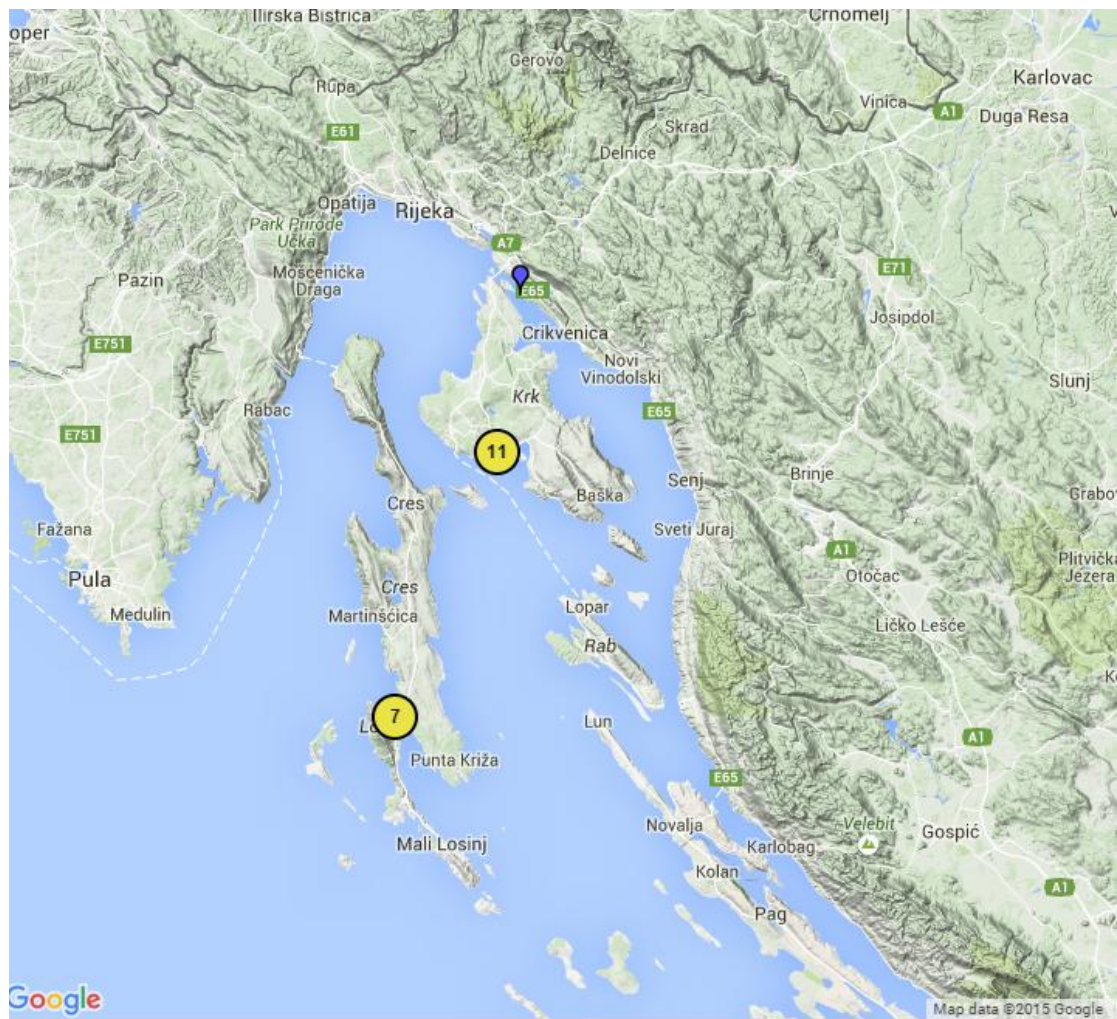 Ilirska Bistrica
Crnomelj
oper
Gerovo
Karlovac
Rupa
Vinica
A1
Duga Resa
E61
Skrad
Delnice
Opatija
Rijeka
Park Prirode
Učka
A7
Mošćenička
Draga
Pazin
E71
E65
Josipdol
Crikvenica
E751
Novi
Vinodolski
Slunj
Krk
Rabac
E65
E751
11
Brinje
Senj
Baška
Grabov
Cres
Fažana
Sveti Juraj
A1
Plitvička
Jezera
Pula
Otočac
Cres
Medulin
Martinšćica
Lopar
Ličko Lešće
Rab
7
Lun
A1
Punta Križa
E65
Novalja
Velebit
Gospić
Mali Losinj
Karlobag
Kolan
A1
Pag
Google
Map data ©2015 Google